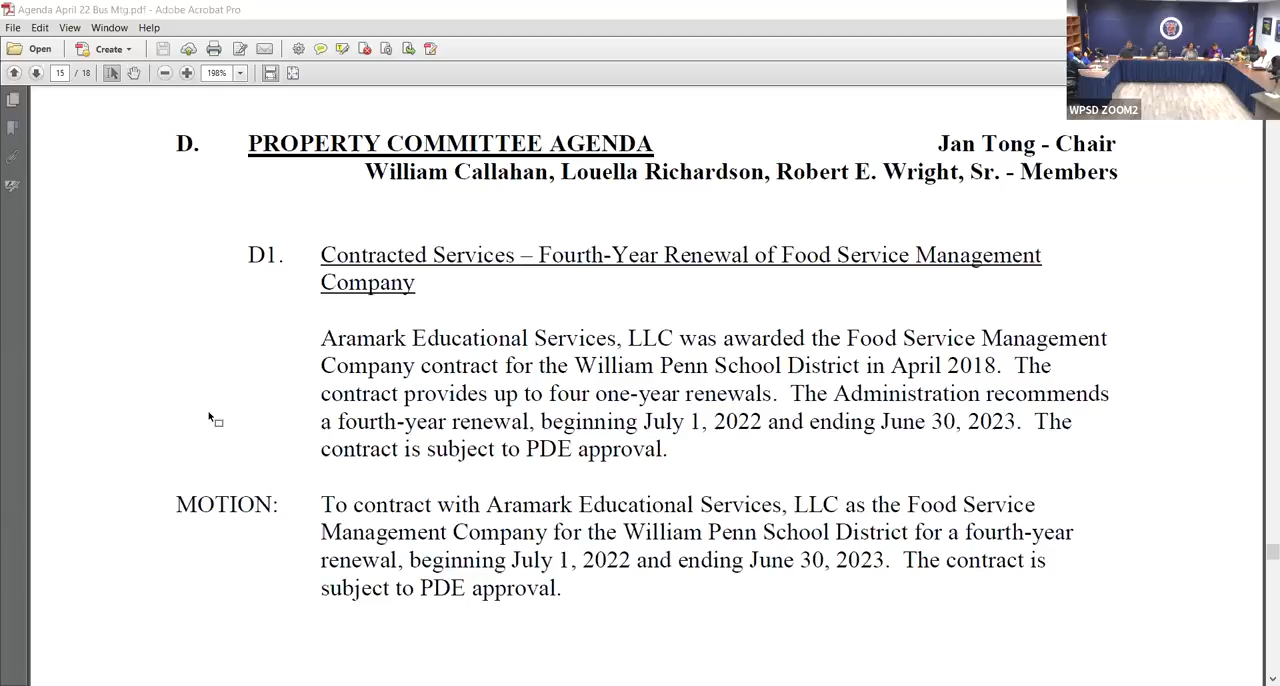 Agenda April 22 Bus Mtg.pdf - Adobe Acrobat Pro
File Edit View Window Help
Open Create
15 / 18 198%
WPSD ZOOM2
D. PROPERTY COMMITTEE AGENDA Jan Tong - Chair
William Callahan, Louella Richardson, Robert E. Wright, Sr. - Members
D1. Contracted Services – Fourth-Year Renewal of Food Service Management
Company
Aramark Educational Services, LLC was awarded the Food Service Management
Company contract for the William Penn School District in April 2018. The
contract provides up to four one-year renewals. The Administration recommends
a fourth-year renewal, beginning July 1, 2022 and ending June 30, 2023. The
contract is subject to PDE approval.
MOTION: To contract with Aramark Educational Services, LLC as the Food Service
Management Company for the William Penn School District for a fourth-year
renewal, beginning July 1, 2022 and ending June 30, 2023. The contract is
subject to PDE approval.